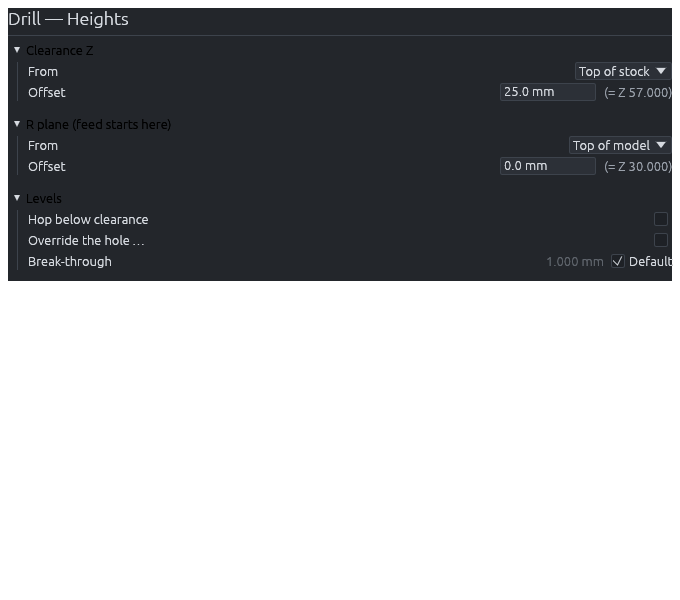 Drill — Heights
Clearance Z
From Top of stock
Offset 25.0 mm (= Z 57.000)
R plane (feed starts here)
From Top of model
Offset 0.0 mm (= Z 30.000)
Levels
Hop below clearance
Override the hole …
Break-through 1.000 mm Default